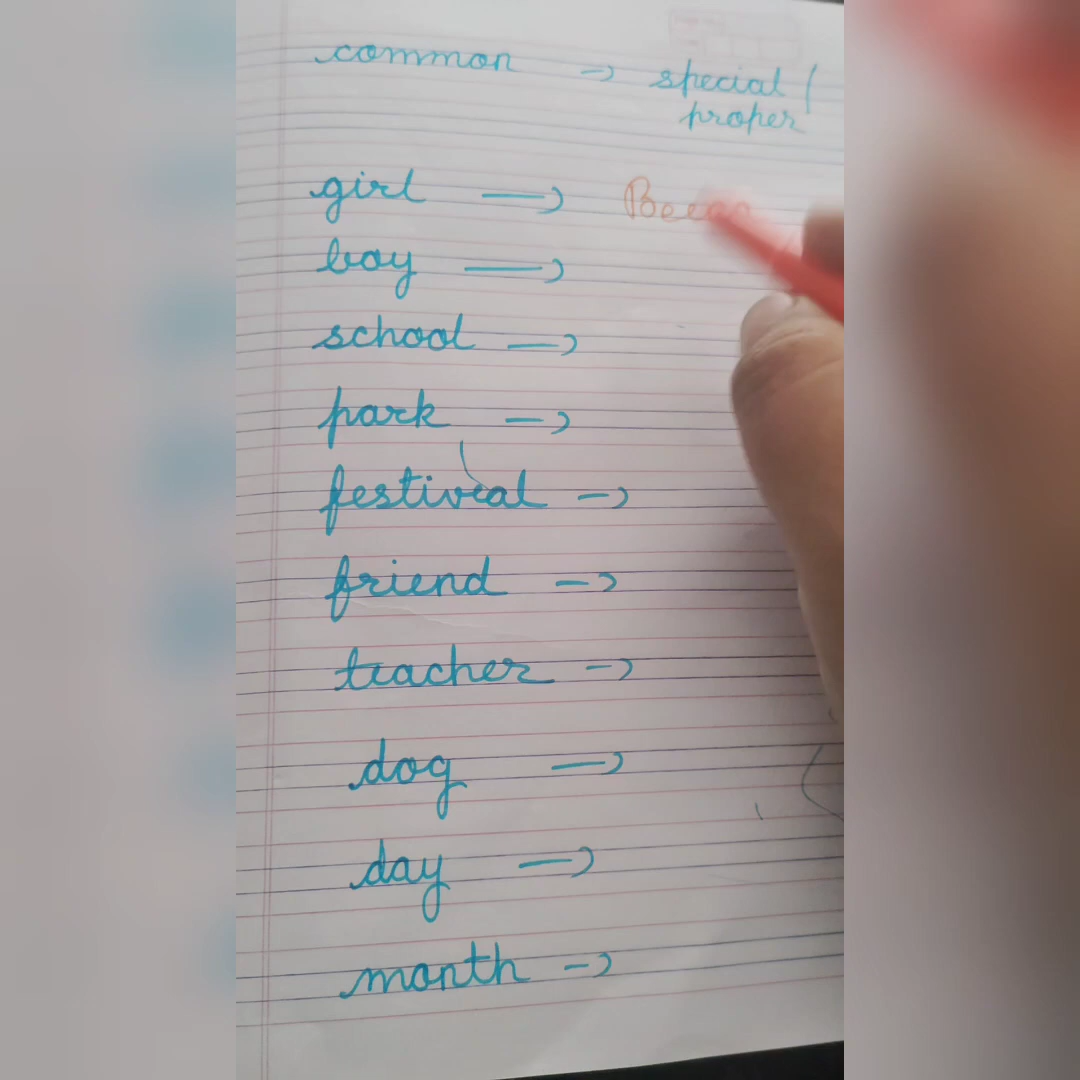 common → special /
proper
girl →
boy →
school →
park →
festival →
friend →
teacher →
dog →
day →
month →